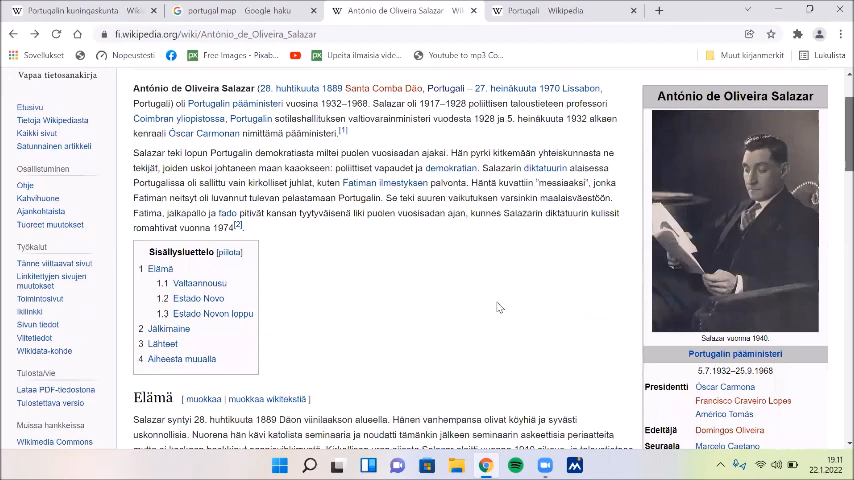 Portugalin kuningaskunta – Wiki
portugal map - Google-haku
António de Oliveira Salazar – Wiki
Portugali – Wikipedia
fi.wikipedia.org/wiki/António_de_Oliveira_Salazar
Sovellukset
Free Images - Pixab...
Upeita ilmaisia vide...
Youtube to mp3 Co...
Muut kirjanmerkit
Lukulista
Vapaa tietosanakirja
Etusivu
Tietoja Wikipediasta
Kaikki sivut
Satunnainen artikkeli
Osallistuminen
Ohje
Kahvihuone
Ajankohtaista
Tuoreet muutokset
Työkalut
Tänne viittaavat sivut
Linkitettyjen sivujen
muutokset
Toimintosivut
Ikilinkki
Sivun tiedot
Viitetiedot
Wikidata-kohde
Tulosta/vie
Lataa PDF-tiedostona
Tulostettava versio
Muissa hankkeissa
Wikimedia Commons
António de Oliveira Salazar (28. huhtikuuta 1889 Santa Comba Dão, Portugali – 27. heinäkuuta 1970 Lissabon,
Portugali) oli Portugalin pääministeri vuosina 1932–1968. Salazar oli 1917–1928 poliittisen taloustieteen professori
Coimbran yliopistossa, Portugalin sotilashallituksen valtiovarainministeri vuodesta 1928 ja 5. heinäkuuta 1932 alkaen
kenraali Óscar Carmonan nimittämä pääministeri.[1]
Salazar teki lopun Portugalin demokratiasta miltei puolen vuosisadan ajaksi. Hän pyrki kitkemään yhteiskunnasta ne
tekijät, joiden uskoi johtaneen maan kaaokseen: poliittiset vapaudet ja demokratian. Salazarin diktatuurin alaisessa
Portugalissa oli sallittu vain kirkolliset juhlat, kuten Fatiman ilmestyksen palvonta. Häntä kuvattiin "messiaaksi", jonka
Fatiman neitsyt oli luvannut tulevan pelastamaan Portugalin. Se teki suuren vaikutuksen varsinkin maalaisväestöön.
Fatima, jalkapallo ja fado pitivät kansan tyytyväisenä liki puolen vuosisadan ajan, kunnes Salazarin diktatuurin kulissit
romahtivat vuonna 1974[2].
Sisällysluettelo [piilota]
1 Elämä
1.1 Valtaannousu
1.2 Estado Novo
1.3 Estado Novon loppu
2 Jälkimaine
3 Lähteet
4 Aiheesta muualla
Elämä [ muokkaa | muokkaa wikitekstiä ]
Salazar syntyi 28. huhtikuuta 1889 Dãon viinilaakson alueella. Hänen vanhempansa olivat köyhiä ja syvästi
uskonnollisia. Nuorena hän kävi katolista seminaaria ja noudatti tämänkin jälkeen seminaarin askeettisia periaatteita
António de Oliveira Salazar
Salazar vuonna 1940.
Portugalin pääministeri
5.7.1932–25.9.1968
Presidentti Óscar Carmona
Francisco Craveiro Lopes
Américo Tomás
Edeltäjä Domingos Oliveira
Seuraaja Marcelo Caetano
19.11
22.1.2022